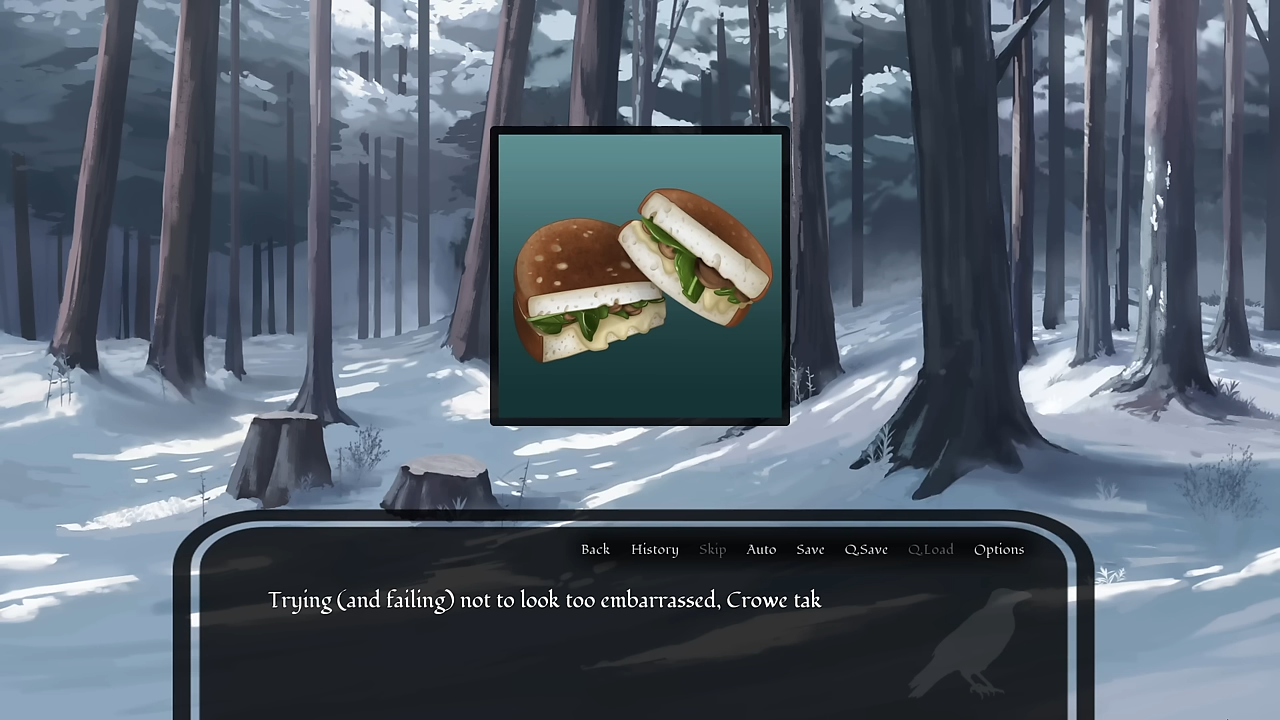 Back History Skip Auto Save Q.Save Q.Load Options
Trying (and failing) not to look too embarrassed, Crowe tak